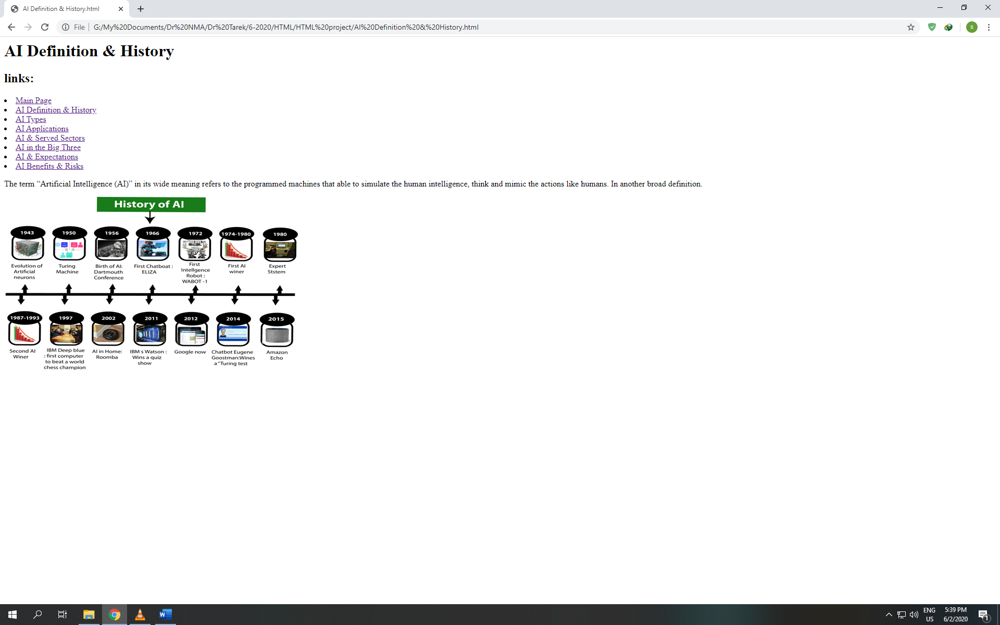 AI Definition & History.html
File
G:/My%20Documents/Dr%20NMA/Dr%20Tarek/6-2020/HTML/HTML%20project/AI%20Definition%20&%20History.html
s
AI Definition & History
links:
Main Page
AI Definition & History
AI Types
AI Applications
AI & Served Sectors
AI in the Big Three
AI & Expectations
AI Benefits & Risks
The term “Artificial Intelligence (AI)” in its wide meaning refers to the programmed machines that able to simulate the human intelligence, think and mimic the actions like humans. In another broad definition.
History of AI
1943
Evolution of
Artificial
neurons
1950
Turing
Machine
1956
Birth of AI:
Dartmouth
Conference
1966
First Chatboat :
ELIZA
1972
First
Intellgence
Robot :
WABOT -1
1974-1980
First AI
winer
1980
Expert
Ststem
1987-1993
Second AI
Winer
1997
IBM Deep blue
: first computer
to beat a world
chess champion
2002
AI in Home:
Roomba
2011
IBM s Watson :
Wins a quiz
show
2012
Google now
2014
Chatbot Eugene
Goostman:Wines
a “Turing test
2015
Amazon
Echo
W
ENG
US
5:39 PM
6/2/2020
1